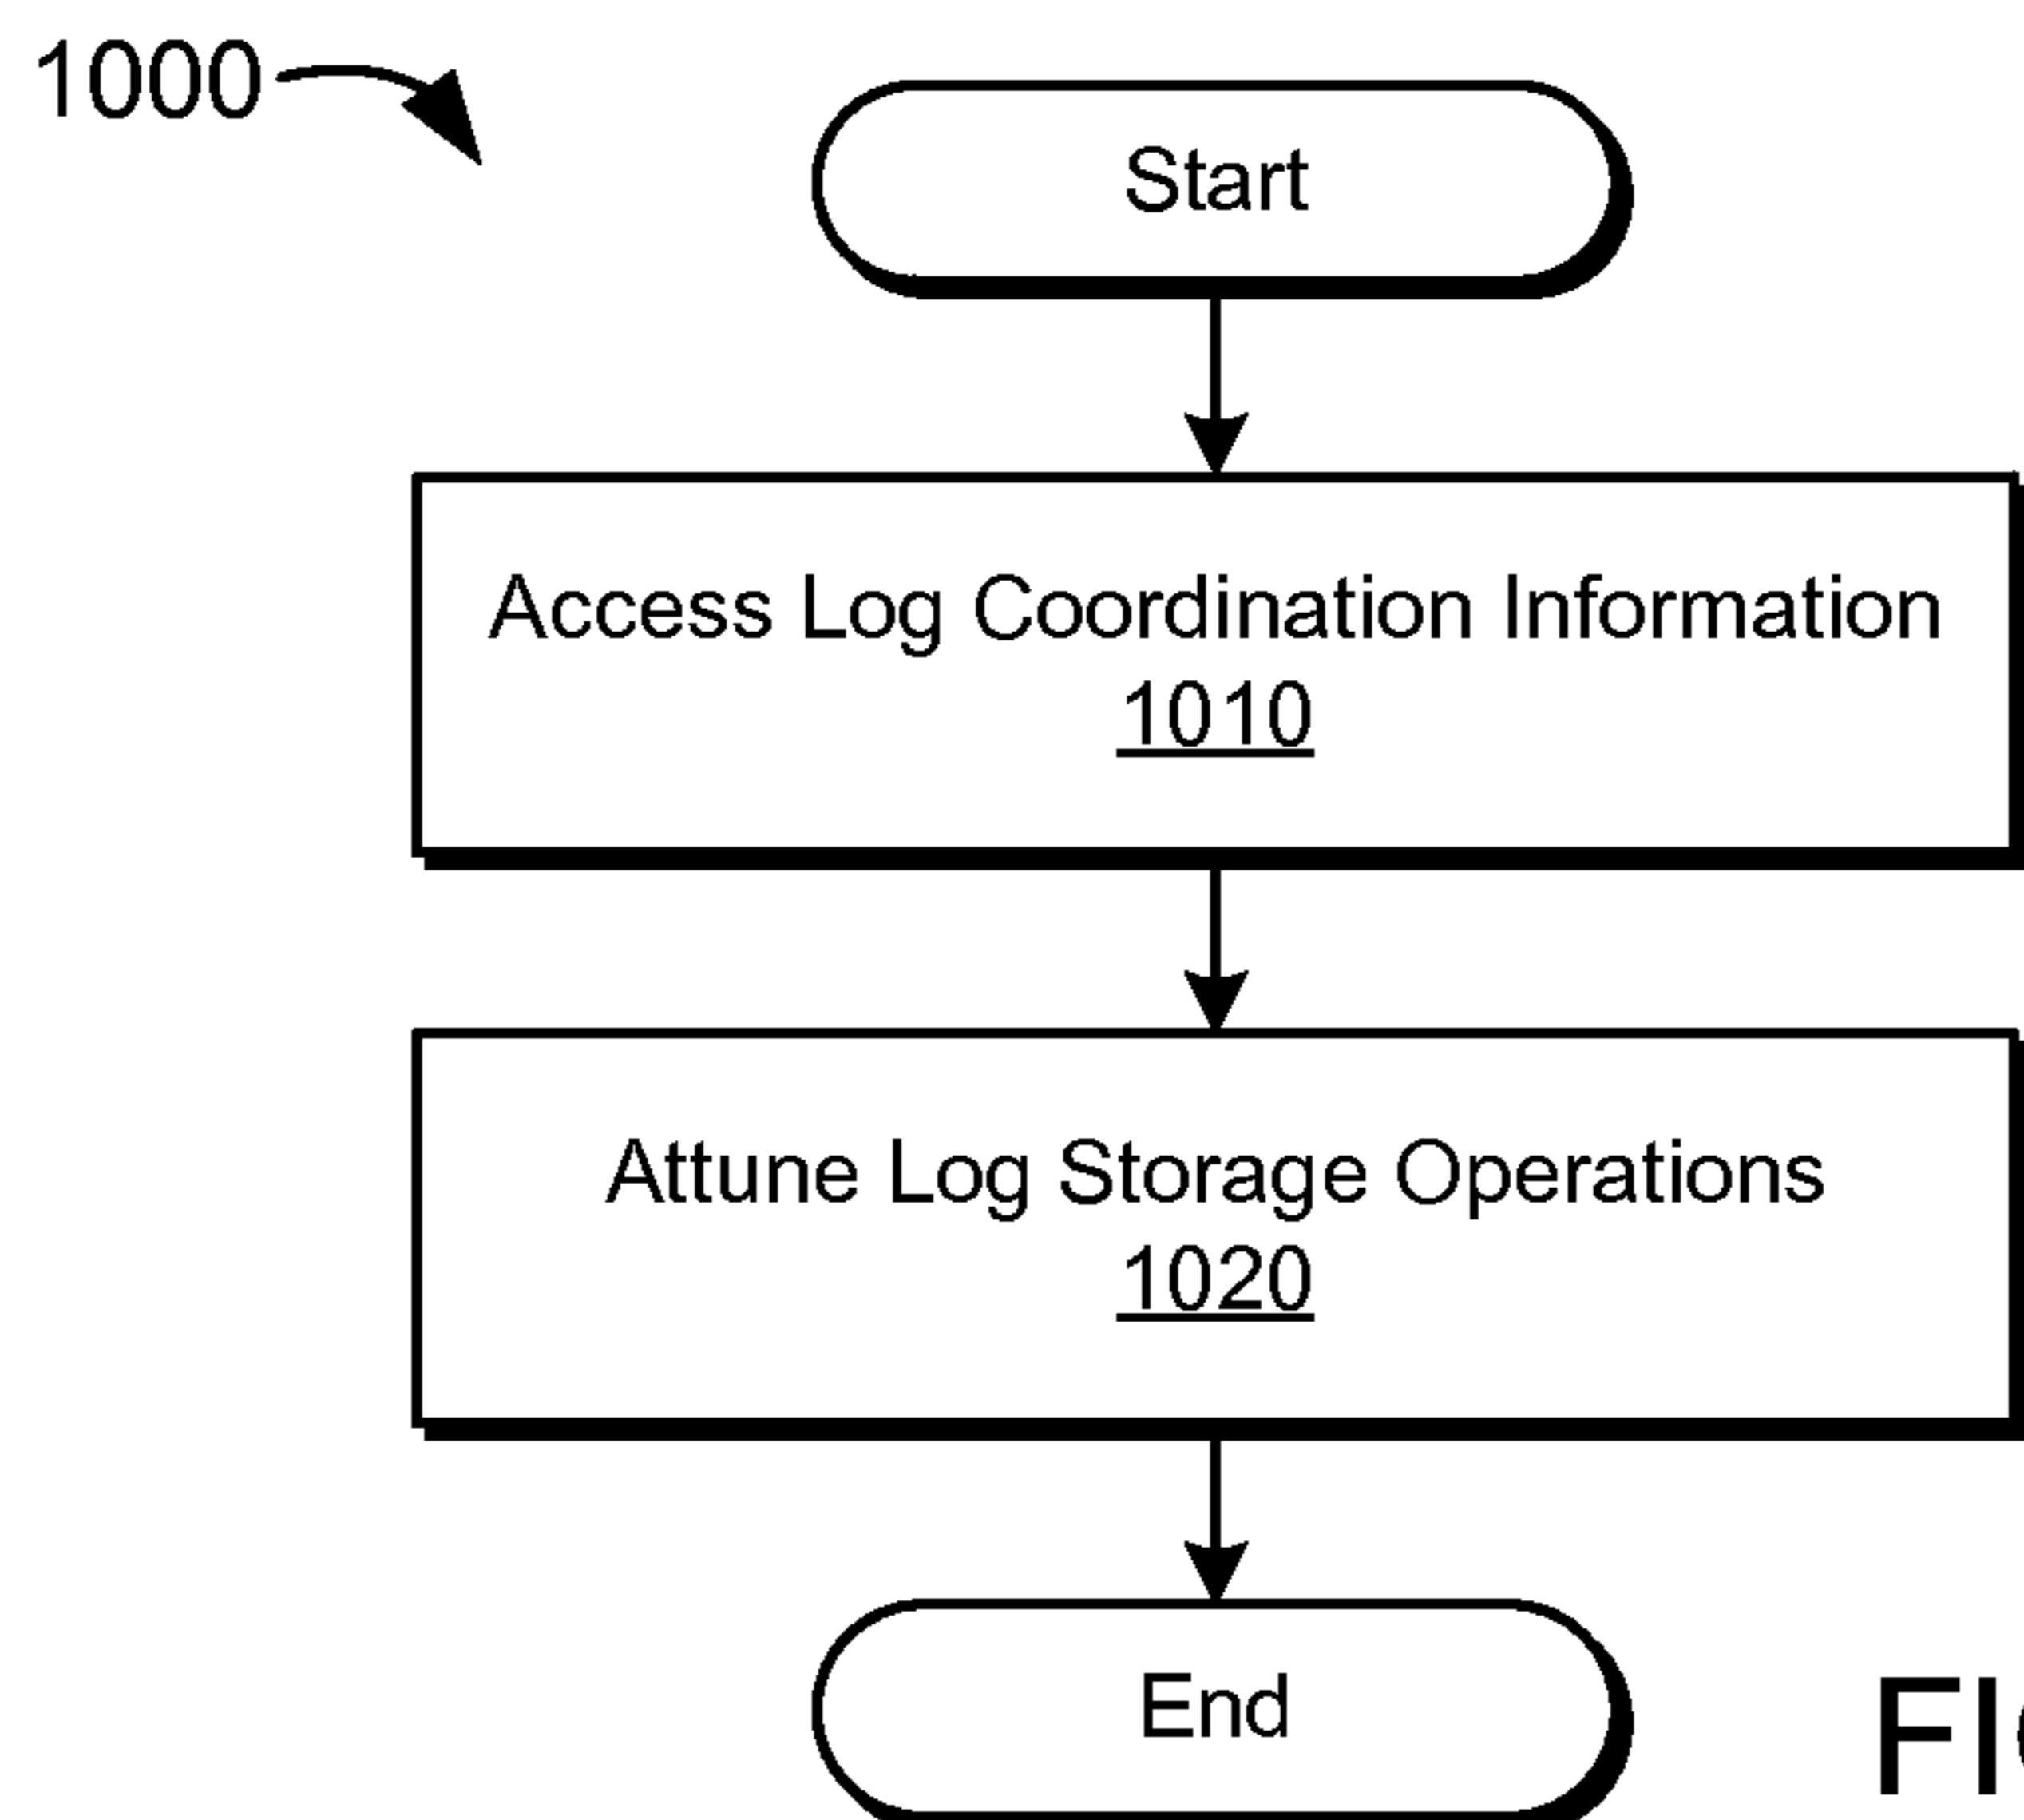 1000
Start
Access Log Coordination Information
1010
Attune Log Storage Operations
1020
End